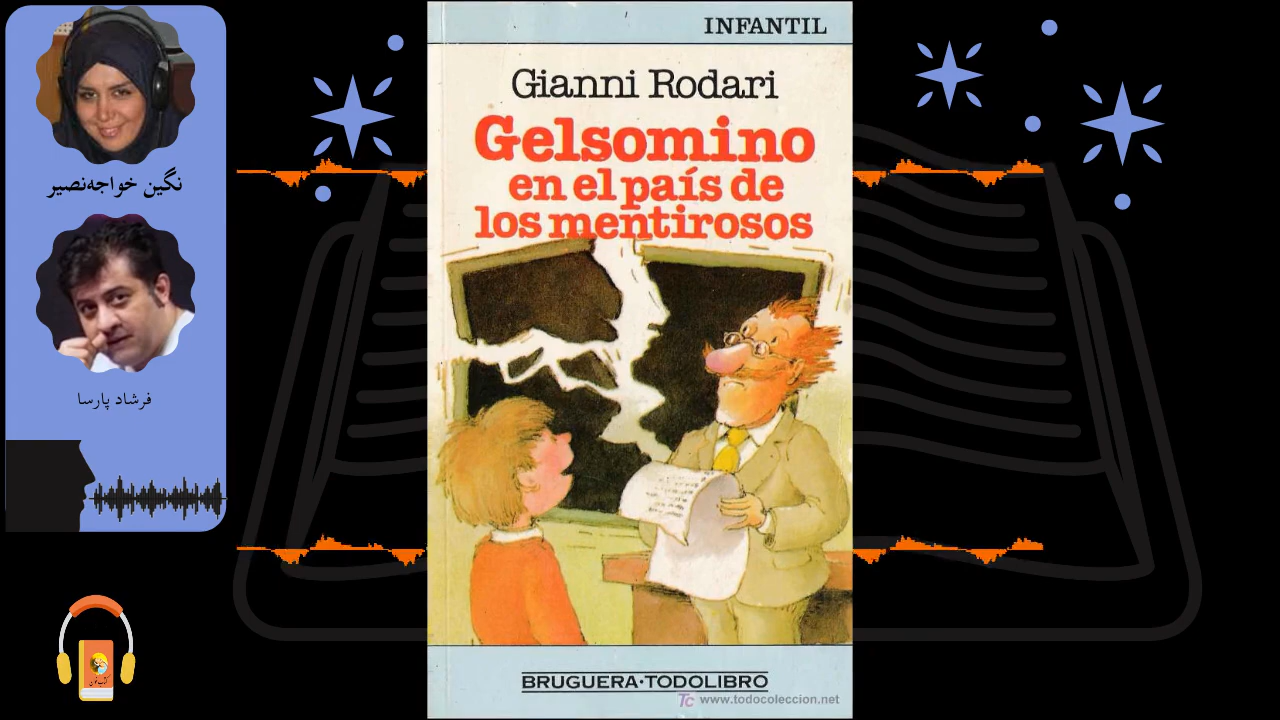 نگین خواجه‌نصیر
فرشاد پارسا
INFANTIL
Gianni Rodari
Gelsomino
en el país de
los mentirosos
BRUGUERA·TODOLIBRO
Tc www.todocoleccion.net